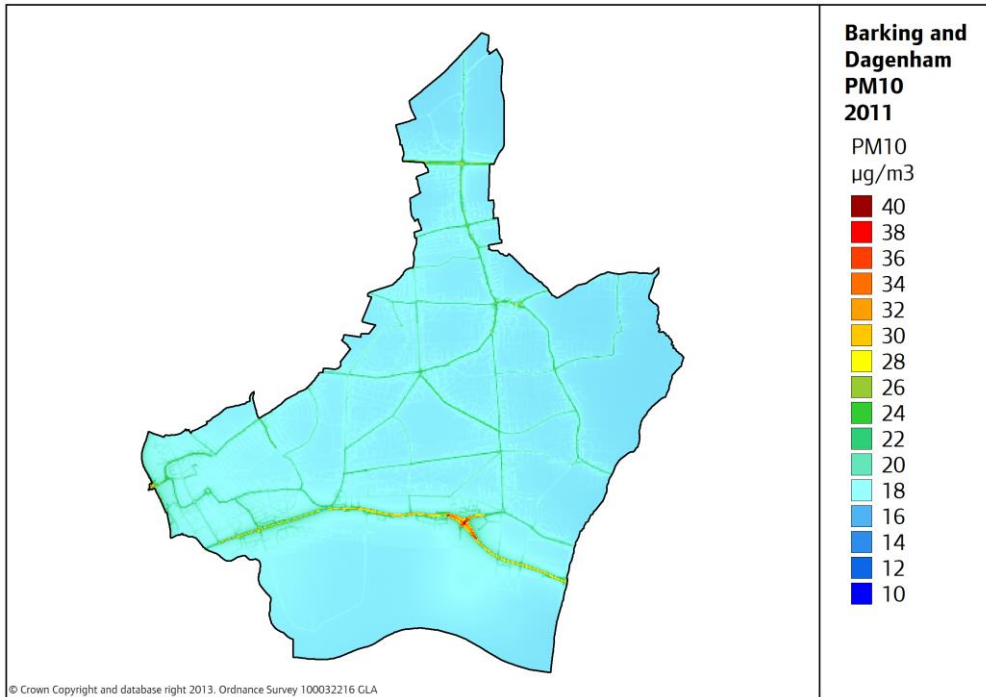 Barking and
Dagenham
PM10
2011
PM10
µg/m3
40
38
36
34
32
30
28
26
24
22
20
18
16
14
12
10
© Crown Copyright and database right 2013. Ordnance Survey 100032216 GLA